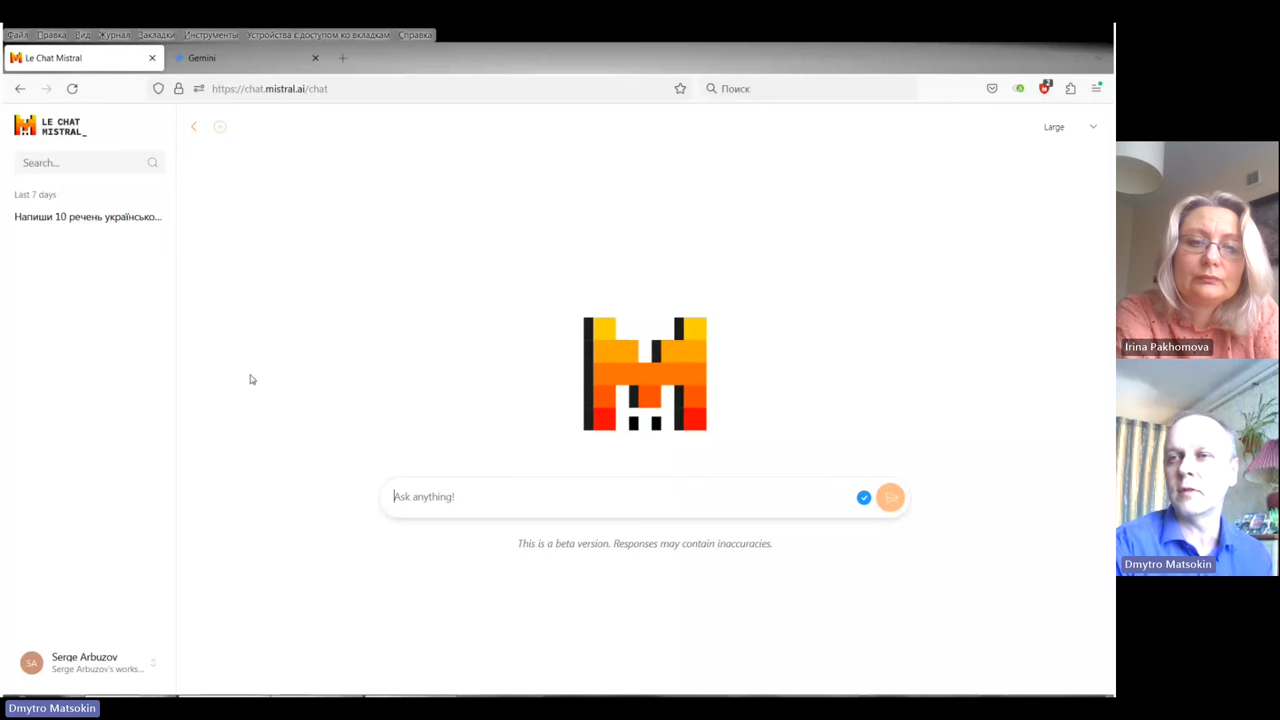 Файл Правка Вид Журнал Закладки Инструменты Устройства с доступом ко вкладкам Справка
Le Chat Mistral
Gemini
https://chat.mistral.ai/chat
Поиск
2
LE CHAT
MISTRAL_
Large
Search...
Last 7 days
Напиши 10 речень українсько...
Ask anything!
This is a beta version. Responses may contain inaccuracies.
SA
Serge Arbuzov
Serge Arbuzov's works...
Irina Pakhomova
Dmytro Matsokin
Dmytro Matsokin